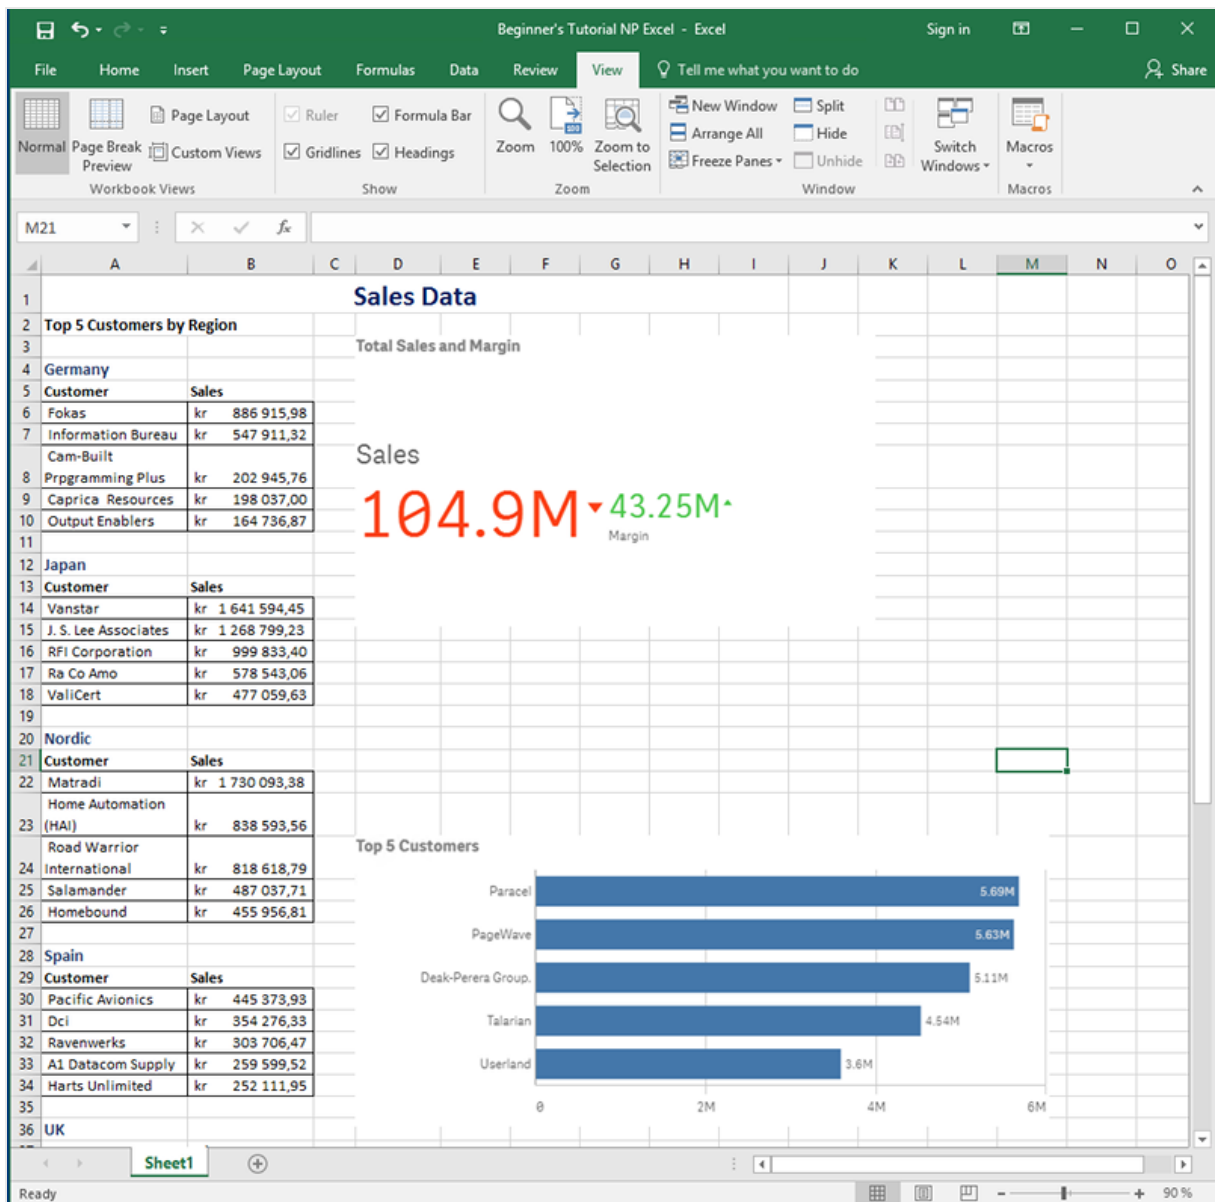 Beginner's Tutorial NP Excel - Excel
Sign in
File Home Insert Page Layout Formulas Data Review View Tell me what you want to do Share
Normal
Page Break Preview
Page Layout
Custom Views
Workbook Views
Ruler
Formula Bar
Gridlines
Headings
Show
Zoom
100%
Zoom to Selection
Zoom
New Window
Arrange All
Freeze Panes
Split
Hide
Unhide
Switch Windows
Window
Macros
Macros
M21
fx
A B C D E F G H I J K L M N O
1 Sales Data
2 Top 5 Customers by Region
3
4 Germany
5 Customer Sales
6 Fokas kr 886 915,98
7 Information Bureau kr 547 911,32
Cam-Built
8 Prpgramming Plus kr 202 945,76
9 Caprica Resources kr 198 037,00
10 Output Enablers kr 164 736,87
11
12 Japan
13 Customer Sales
14 Vanstar kr 1 641 594,45
15 J. S. Lee Associates kr 1 268 799,23
16 RFI Corporation kr 999 833,40
17 Ra Co Amo kr 578 543,06
18 ValiCert kr 477 059,63
19
20 Nordic
21 Customer Sales
22 Matradi kr 1 730 093,38
Home Automation
23 (HAI) kr 838 593,56
Road Warrior
24 International kr 818 618,79
25 Salamander kr 487 037,71
26 Homebound kr 455 956,81
27
28 Spain
29 Customer Sales
30 Pacific Avionics kr 445 373,93
31 Dci kr 354 276,33
32 Ravenwerks kr 303 706,47
33 A1 Datacom Supply kr 259 599,52
34 Harts Unlimited kr 252 111,95
35
36 UK
Total Sales and Margin
Sales
104.9M 43.25M
Margin
Top 5 Customers
Paracel 5.69M
PageWave 5.63M
Deak-Perera Group. 5.11M
Talarian 4.54M
Userland 3.6M
0 2M 4M 6M
Sheet1
Ready
90 %